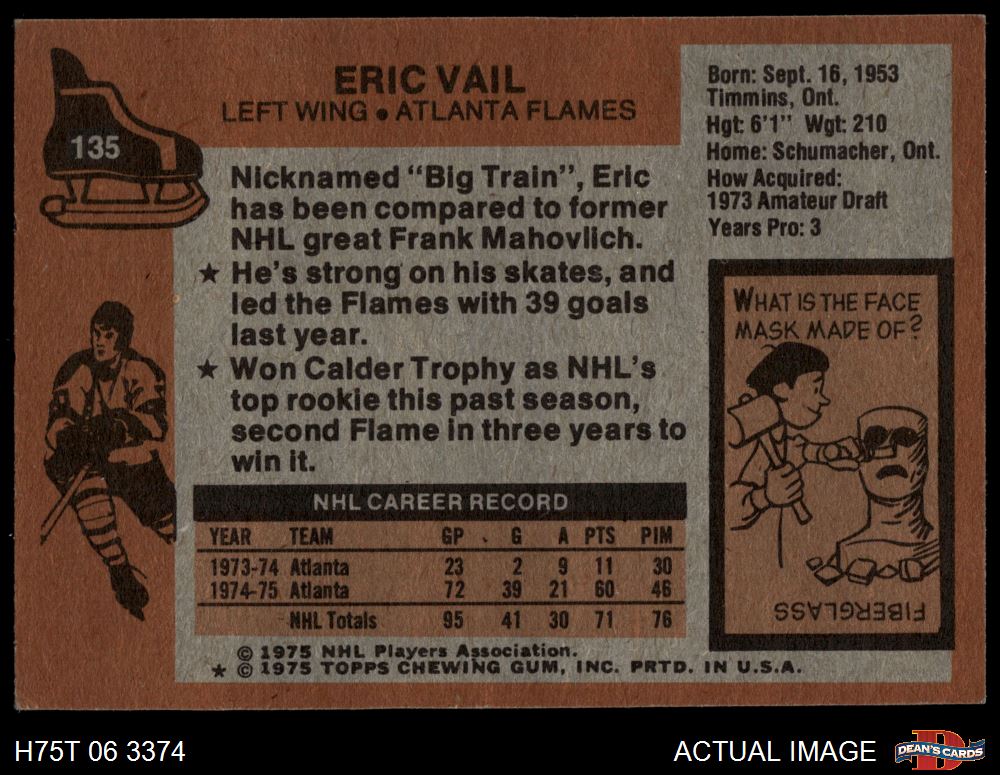 135
ERIC VAIL
LEFT WING • ATLANTA FLAMES
Born: Sept. 16, 1953
Timmins, Ont.
Hgt: 6'1" Wgt: 210
Home: Schumacher, Ont.
How Acquired:
1973 Amateur Draft
Years Pro: 3
Nicknamed "Big Train", Eric
has been compared to former
NHL great Frank Mahovlich.
★ He's strong on his skates, and
led the Flames with 39 goals
last year.
★ Won Calder Trophy as NHL's
top rookie this past season,
second Flame in three years to
win it.
WHAT IS THE FACE
MASK MADE OF?
FIBERGLASS
NHL CAREER RECORD
YEAR TEAM GP G A PTS PIM
1973-74 Atlanta 23 2 9 11 30
1974-75 Atlanta 72 39 21 60 46
NHL Totals 95 41 30 71 76
© 1975 NHL Players Association.
★ © 1975 TOPPS CHEWING GUM, INC. PRTD. IN U.S.A.
H75T 06 3374
ACTUAL IMAGE
DEAN'S CARDS